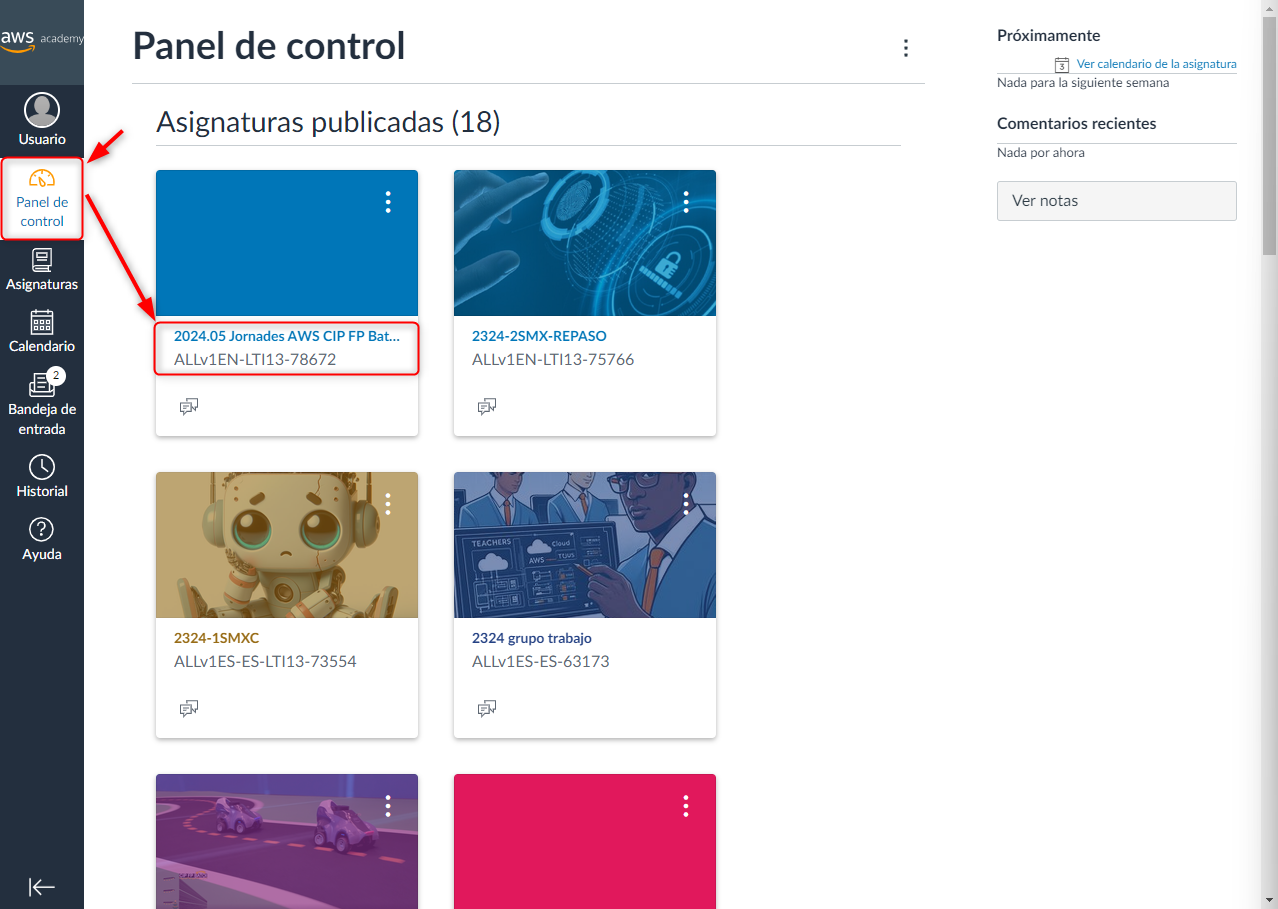 aws academy
Usuario
Panel de
control
Asignaturas
Calendario
2
Bandeja de
entrada
Historial
Ayuda
Panel de control
Asignaturas publicadas (18)
2024.05 Jornades AWS CIP FP Bat...
ALLv1EN-LTI13-78672
2324-2SMX-REPASO
ALLv1EN-LTI13-75766
TEACHERS
Cloud
AWS
2324-1SMXC
ALLv1ES-ES-LTI13-73554
2324 grupo trabajo
ALLv1ES-ES-63173
Próximamente
3
Ver calendario de la asignatura
Nada para la siguiente semana
Comentarios recientes
Nada por ahora
Ver notas